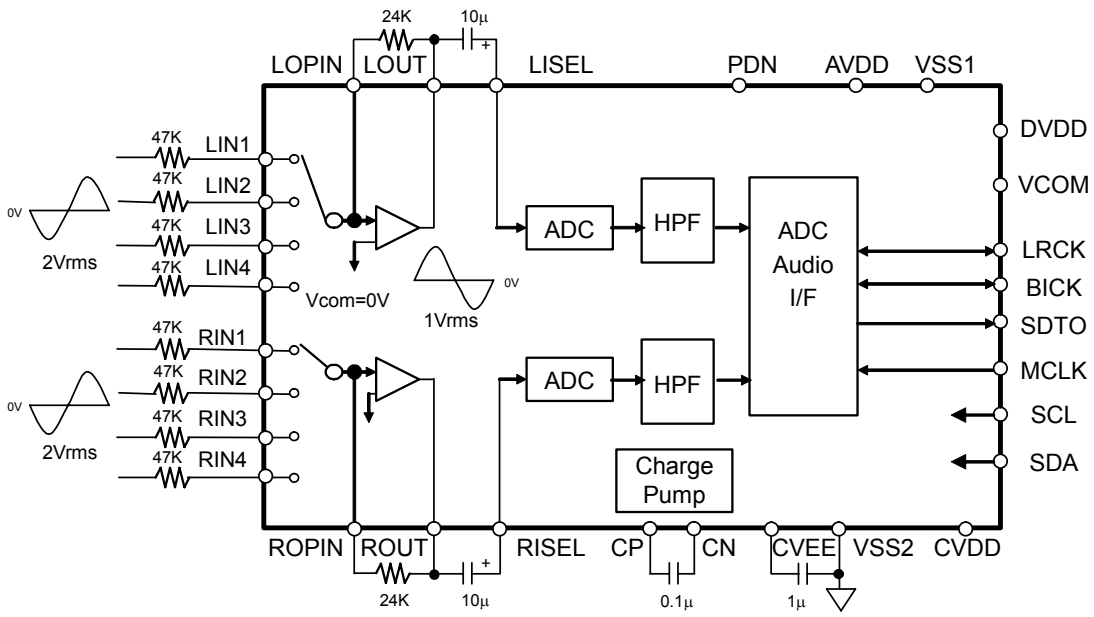 24K
10μ
+
LOPIN
LOUT
LISEL
PDN
AVDD
VSS1
47K
LIN1
47K
LIN2
47K
LIN3
47K
LIN4
0V
2Vrms
Vcom=0V
0V
1Vrms
ADC
HPF
ADC
Audio
I/F
DVDD
VCOM
LRCK
BICK
SDTO
MCLK
SCL
SDA
47K
RIN1
47K
RIN2
47K
RIN3
47K
RIN4
0V
2Vrms
ADC
HPF
Charge
Pump
ROPIN
ROUT
RISEL
CP
CN
CVEE
VSS2
CVDD
24K
10μ
+
0.1μ
1μ